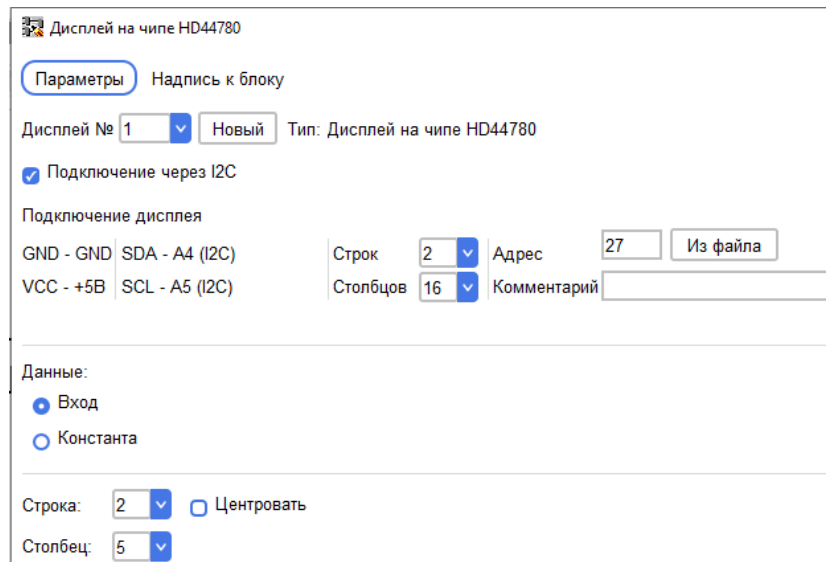 Дисплей на чипе HD44780
Параметры Надпись к блоку
Дисплей № 1 Новый Тип: Дисплей на чипе HD44780
Подключение через I2C
Подключение дисплея
GND - GND SDA - A4 (I2C) Строк 2 Адрес 27 Из файла
VCC - +5В SCL - A5 (I2C) Столбцов 16 Комментарий
Данные:
Вход
Константа
Строка: 2 Центровать
Столбец: 5